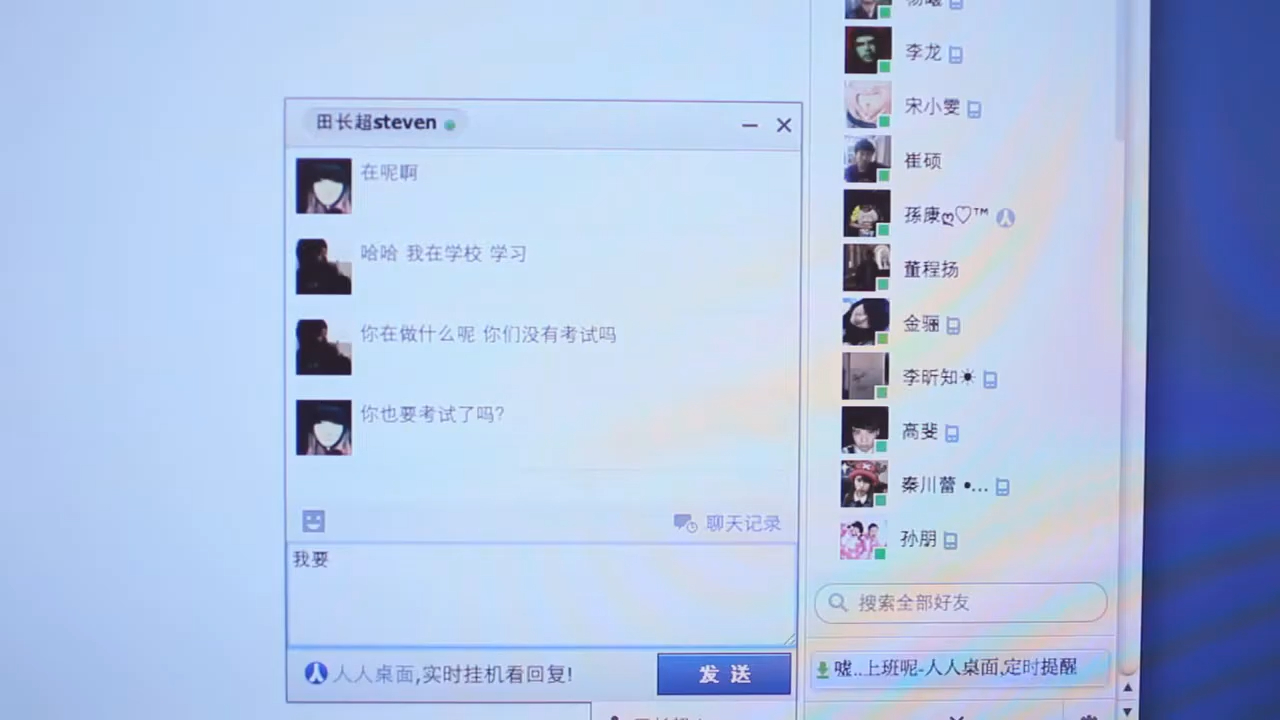 田长超steven
在呢啊
哈哈 我在学校 学习
你在做什么呢 你们没有考试吗
你也要考试了吗?
聊天记录
我要
人人桌面,实时挂机看回复!
发送
李龙
宋小雯
崔硕
孫康ღ♡™
董程扬
金骊
李昕知☀
高斐
秦川蕾 •...
孙朋
搜索全部好友
嘘..上班呢-人人桌面,定时提醒